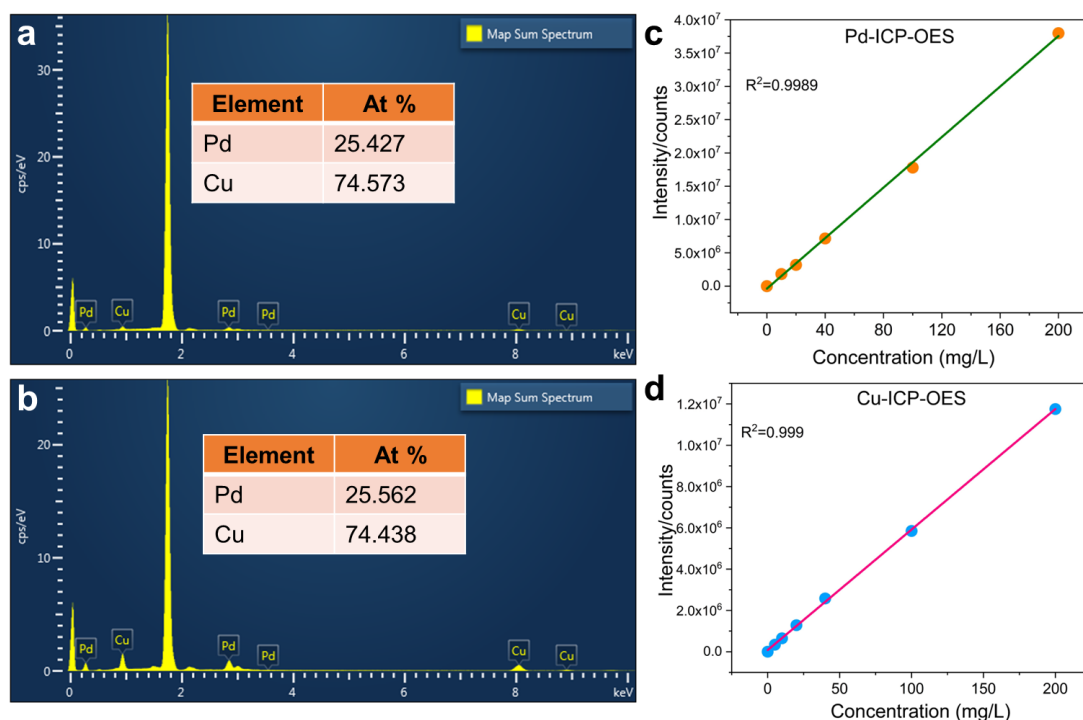 a
Map Sum Spectrum
Element At %
Pd 25.427
Cu 74.573
cps/eV
30
20
10
0
Pd Cu Pd Pd Cu Cu
0 2 4 6 8 keV
b
Map Sum Spectrum
Element At %
Pd 25.562
Cu 74.438
cps/eV
20
10
0
Pd Cu Pd Pd Cu Cu
0 2 4 6 8 keV
c
Pd-ICP-OES
R²=0.9989
Intensity/counts
4.0x10⁷
3.5x10⁷
3.0x10⁷
2.5x10⁷
2.0x10⁷
1.5x10⁷
1.0x10⁷
5.0x10⁶
0.0
0 40 80 120 160 200
Concentration (mg/L)
d
Cu-ICP-OES
R²=0.999
Intensity/counts
1.2x10⁷
1.0x10⁷
8.0x10⁶
6.0x10⁶
4.0x10⁶
2.0x10⁶
0.0
0 50 100 150 200
Concentration (mg/L)